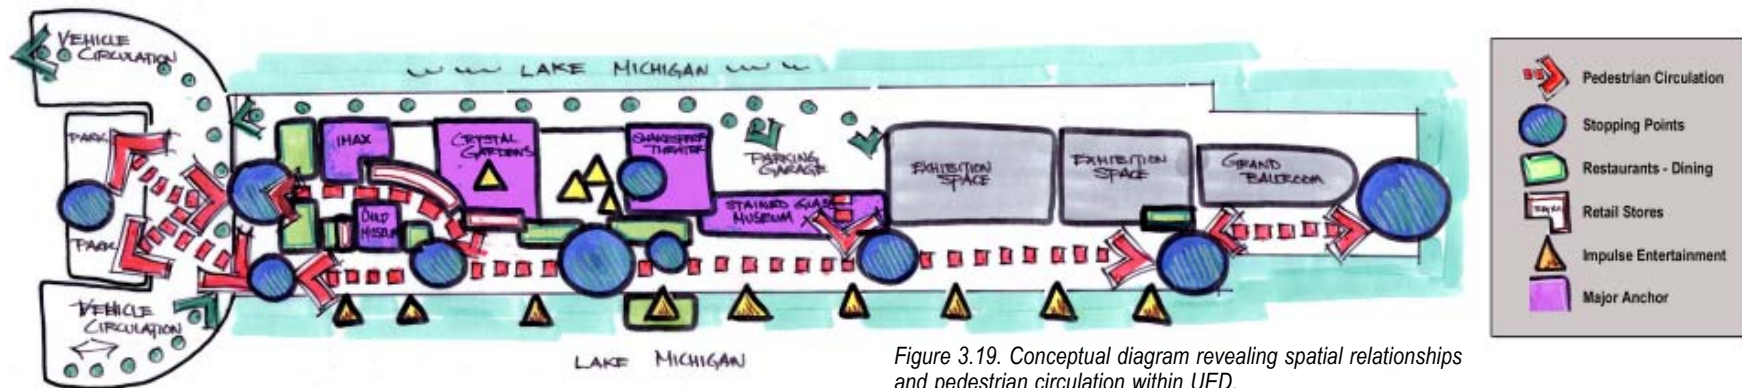 VEHICLE
CIRCULATION
LAKE MICHIGAN
PARK
PARK
IMAX
CRYSTAL
GARDENS
SHAKESPEARE
THEATER
PARKING
GARAGE
EXHIBITION
SPACE
EXHIBITION
SPACE
GRAND
BALLROOM
CHILD
MUSEUM
STAINED GLASS
MUSEUM
VEHICLE
CIRCULATION
LAKE MICHIGAN
Pedestrian Circulation
Stopping Points
Restaurants - Dining
Retail Stores
Impulse Entertainment
Major Anchor
Figure 3.19. Conceptual diagram revealing spatial relationships
and pedestrian circulation within UED.